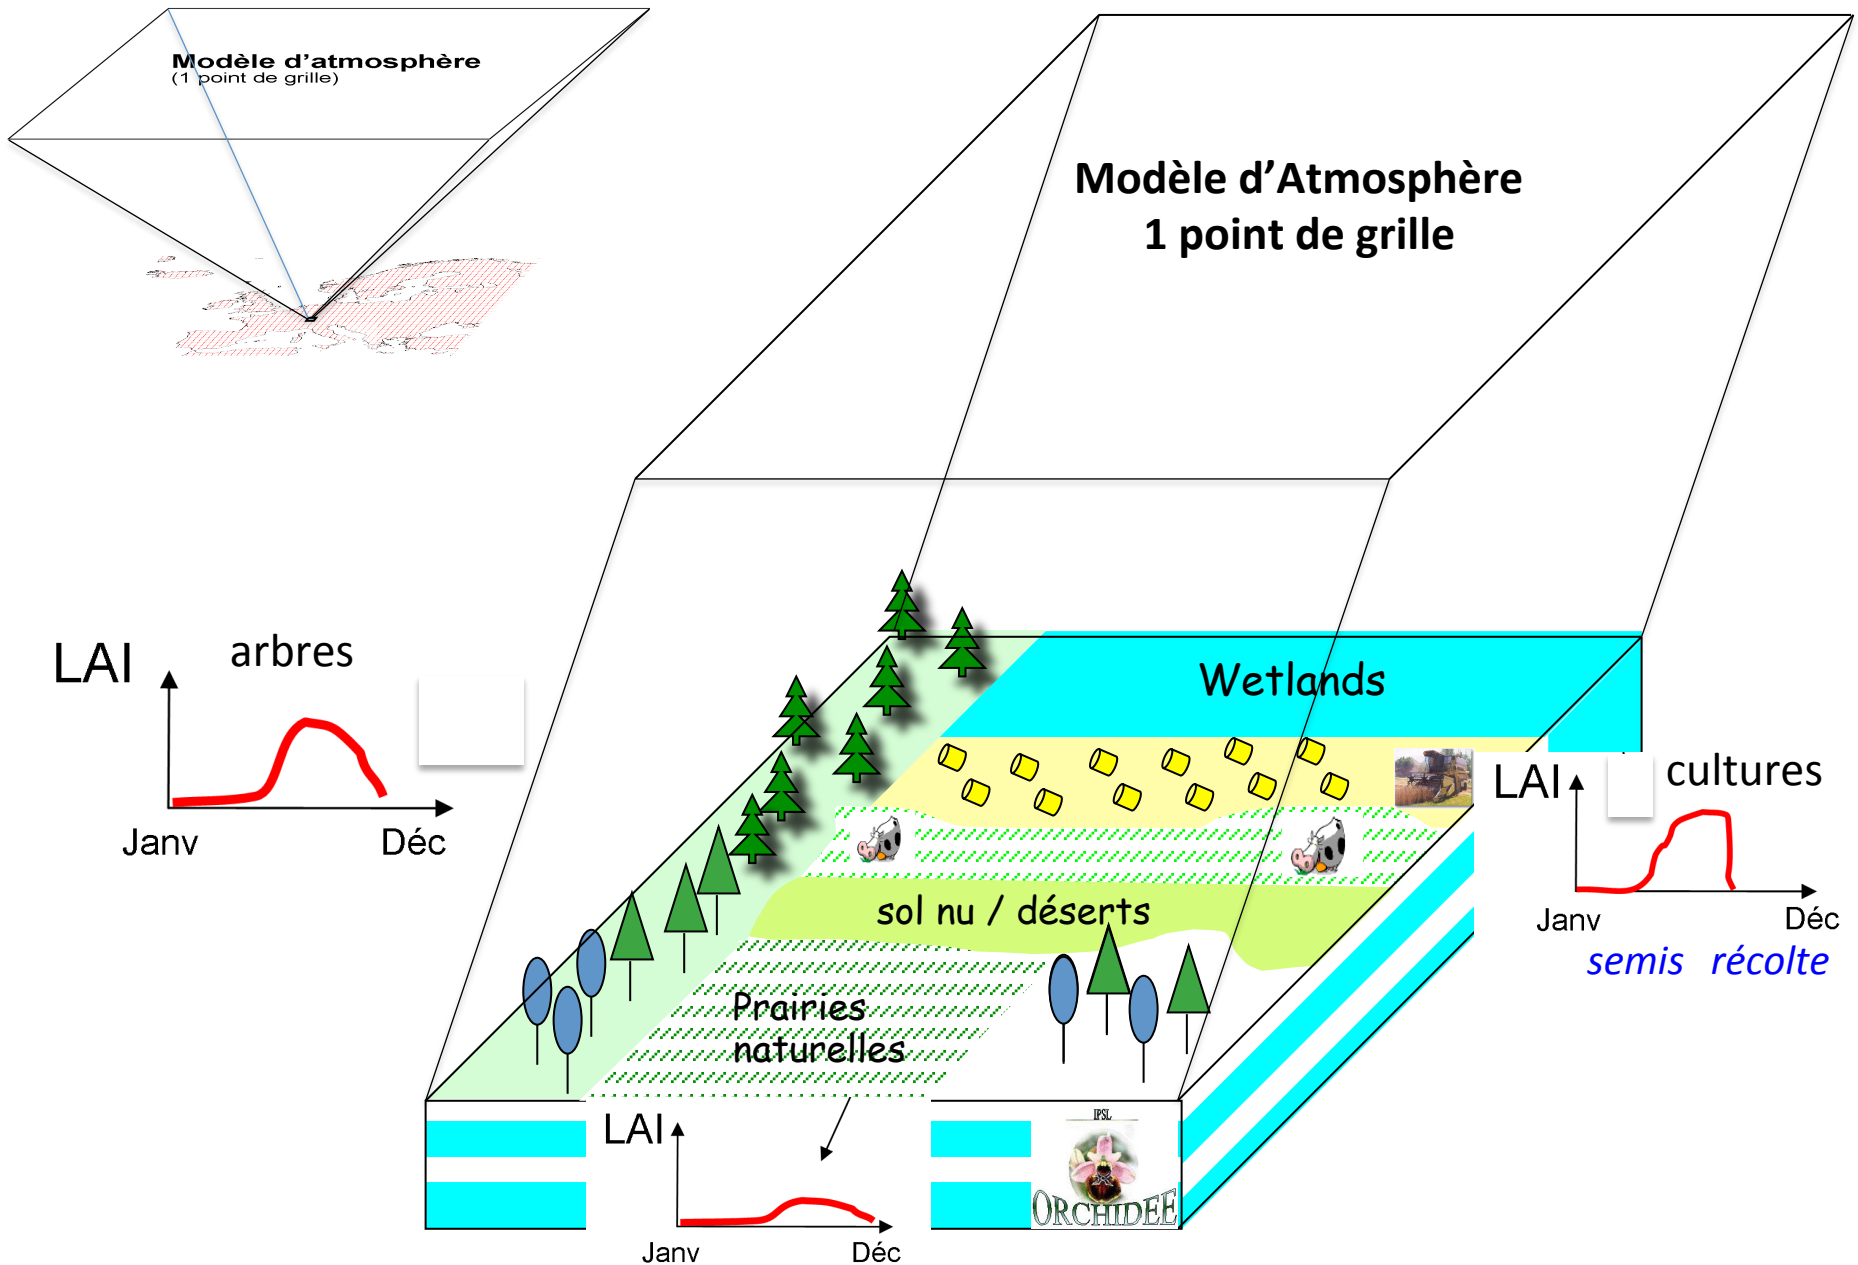 Modèle d'atmosphère
(1 point de grille)
Modèle d'Atmosphère
1 point de grille
LAI
arbres
Janv
Déc
Wetlands
LAI
cultures
Janv
Déc
semis récolte
sol nu / déserts
Prairies
naturelles
LAI
Janv
Déc
IPSL
ORCHIDEE